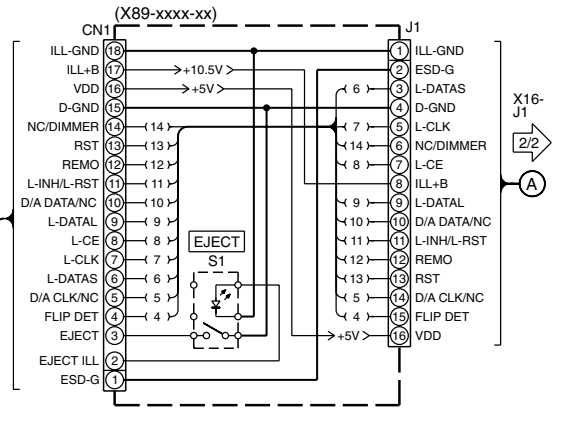 (X89-xxxx-xx)
CN1
J1
ILL-GND 18
ILL+B 17 +10.5V
VDD 16 +5V
D-GND 15
NC/DIMMER 14 14
RST 13 13
REMO 12 12
L-INH/L-RST 11 11
D/A DATA/NC 10 10
L-DATAL 9 9
L-CE 8 8
L-CLK 7 7
L-DATAS 6 6
D/A CLK/NC 5 5
FLIP DET 4 4
EJECT 3
EJECT ILL 2
ESD-G 1
EJECT
S1
1 ILL-GND
2 ESD-G
6 3 L-DATAS
4 D-GND
7 5 L-CLK
14 6 NC/DIMMER
8 7 L-CE
8 ILL+B
9 9 L-DATAL
10 10 D/A DATA/NC
11 11 L-INH/L-RST
12 12 REMO
13 13 RST
5 14 D/A CLK/NC
4 15 FLIP DET
+5V 16 VDD
X16-
J1
2/2
A